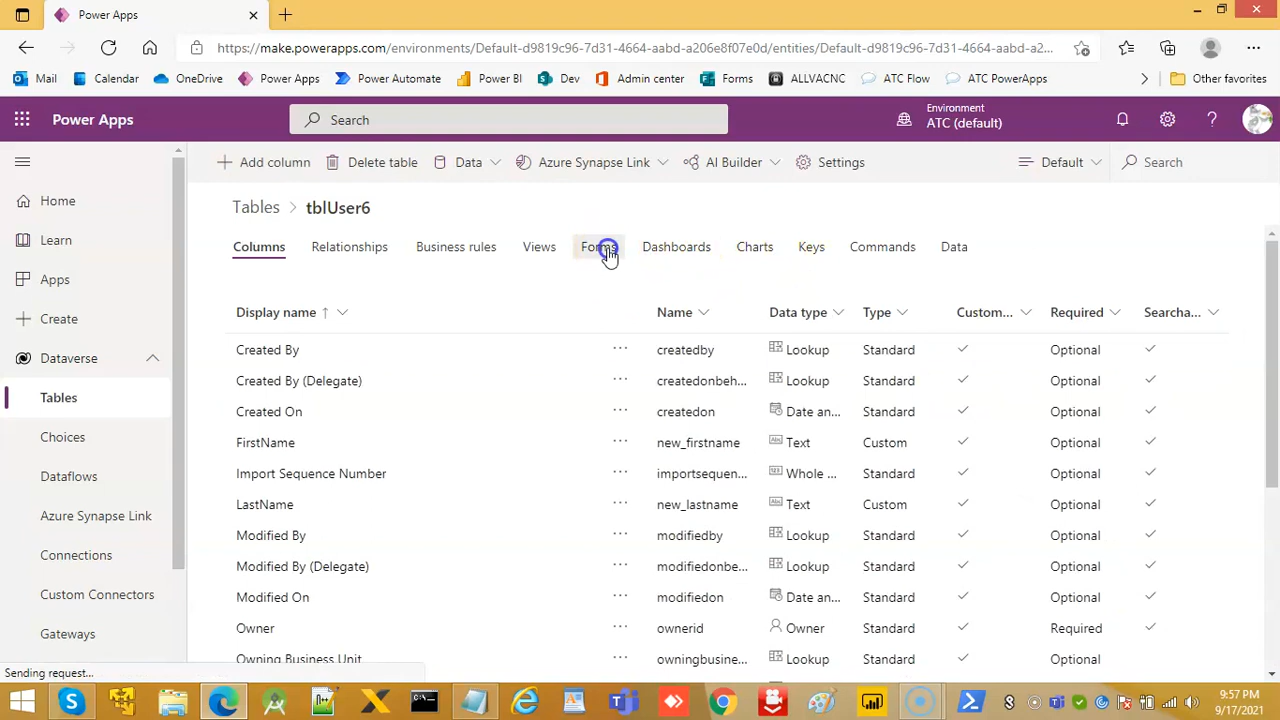 Power Apps
https://make.powerapps.com/environments/Default-d9819c96-7d31-4664-aabd-a206e8f07e0d/entities/Default-d9819c96-7d31-4664-aabd-a2...
Mail Calendar OneDrive Power Apps Power Automate Power BI Dev Admin center Forms ALLVACNC ATC Flow ATC PowerApps Other favorites
Power Apps Search Environment
ATC (default)
Add column Delete table Data Azure Synapse Link AI Builder Settings Default Search
Home
Learn
Apps
Create
Dataverse
Tables
Choices
Dataflows
Azure Synapse Link
Connections
Custom Connectors
Gateways
Tables > tblUser6
Columns Relationships Business rules Views Forms Dashboards Charts Keys Commands Data
Display name ↑ Name Data type Type Custom... Required Searcha...
Created By ··· createdby Lookup Standard ✓ Optional ✓
Created By (Delegate) ··· createdonbeh... Lookup Standard ✓ Optional ✓
Created On ··· createdon Date an... Standard ✓ Optional ✓
FirstName ··· new_firstname Abc Text Custom ✓ Optional ✓
Import Sequence Number ··· importsequen... Whole ... Standard ✓ Optional ✓
LastName ··· new_lastname Abc Text Custom ✓ Optional ✓
Modified By ··· modifiedby Lookup Standard ✓ Optional ✓
Modified By (Delegate) ··· modifiedonbe... Lookup Standard ✓ Optional ✓
Modified On ··· modifiedon Date an... Standard ✓ Optional ✓
Owner ··· ownerid Owner Standard ✓ Required ✓
Owning Business Unit ··· owningbusine... Lookup Standard ✓ Optional
Sending request...
9:57 PM
9/17/2021